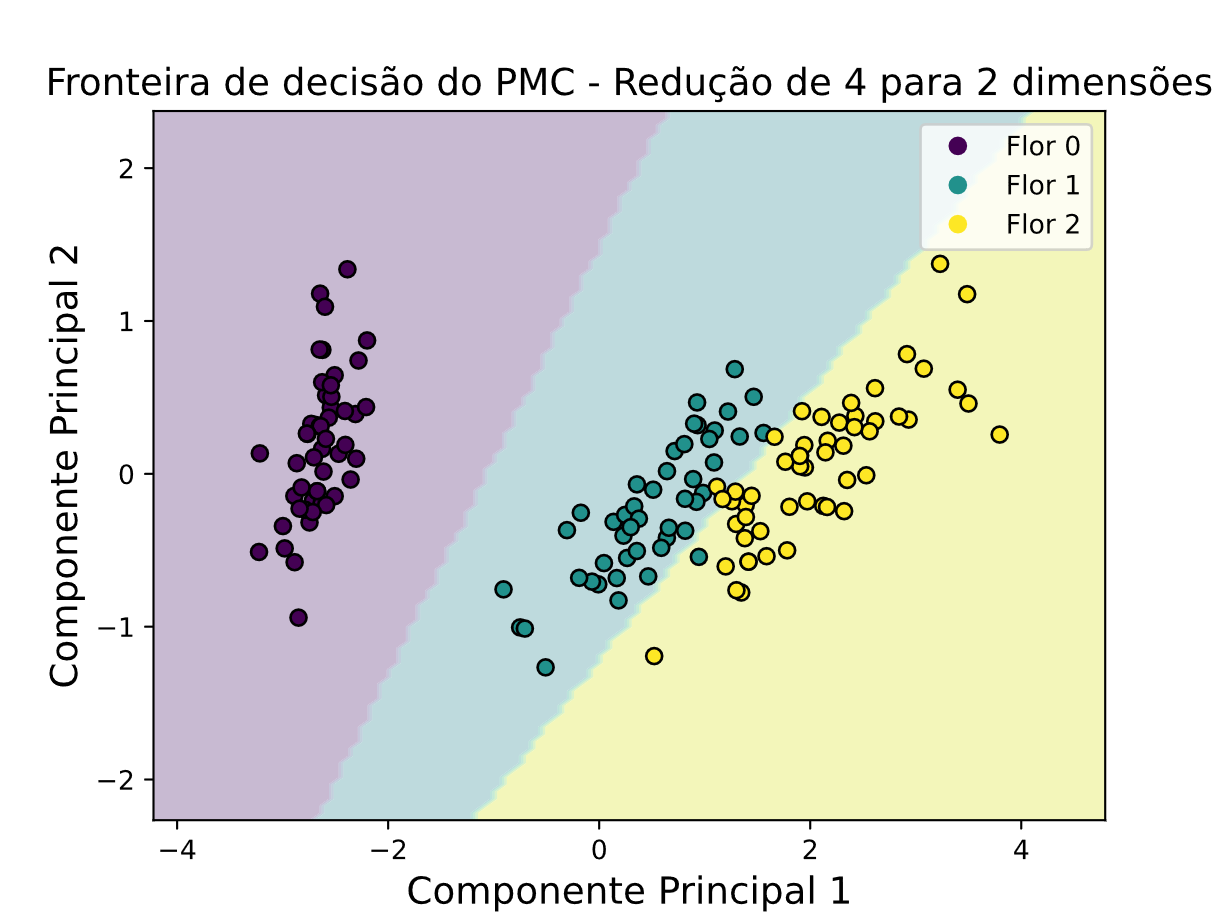 Fronteira de decisão do PMC - Redução de 4 para 2 dimensões
Flor 0
Flor 1
Flor 2
Componente Principal 2
2
1
0
−1
−2
−4
−2
0
2
4
Componente Principal 1